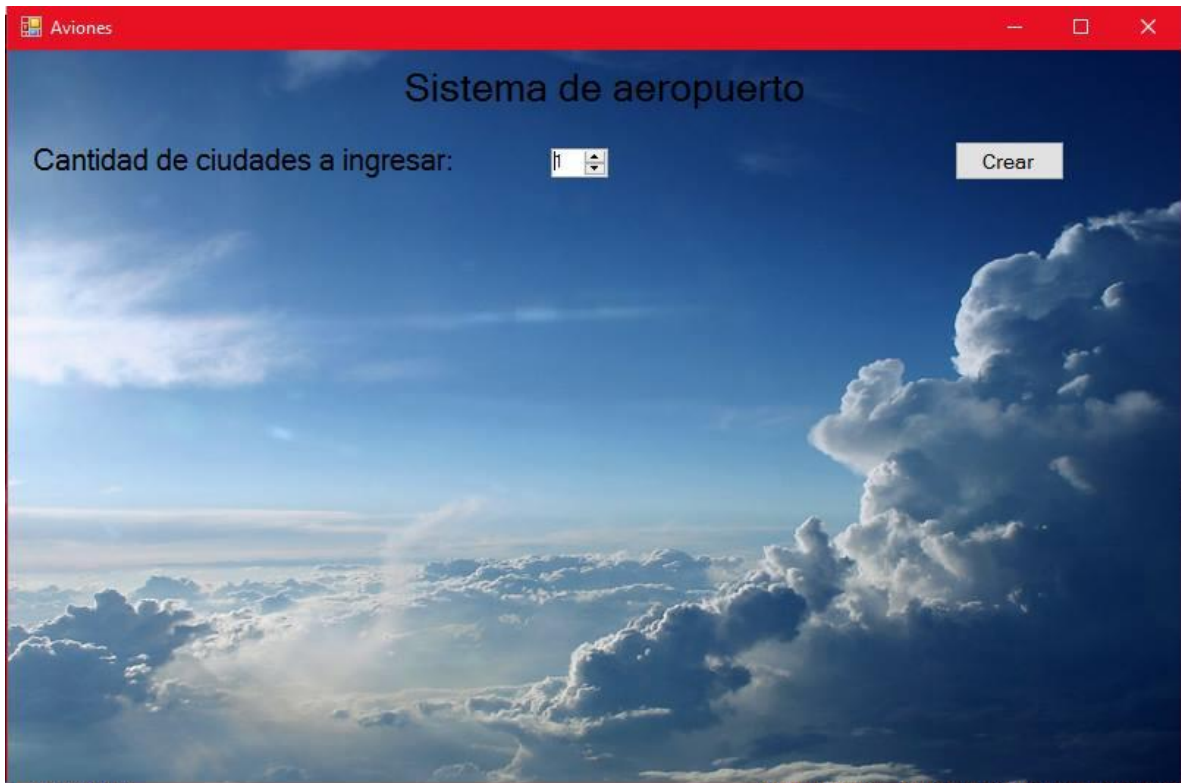 Aviones
Sistema de aeropuerto
Cantidad de ciudades a ingresar:
1
Crear